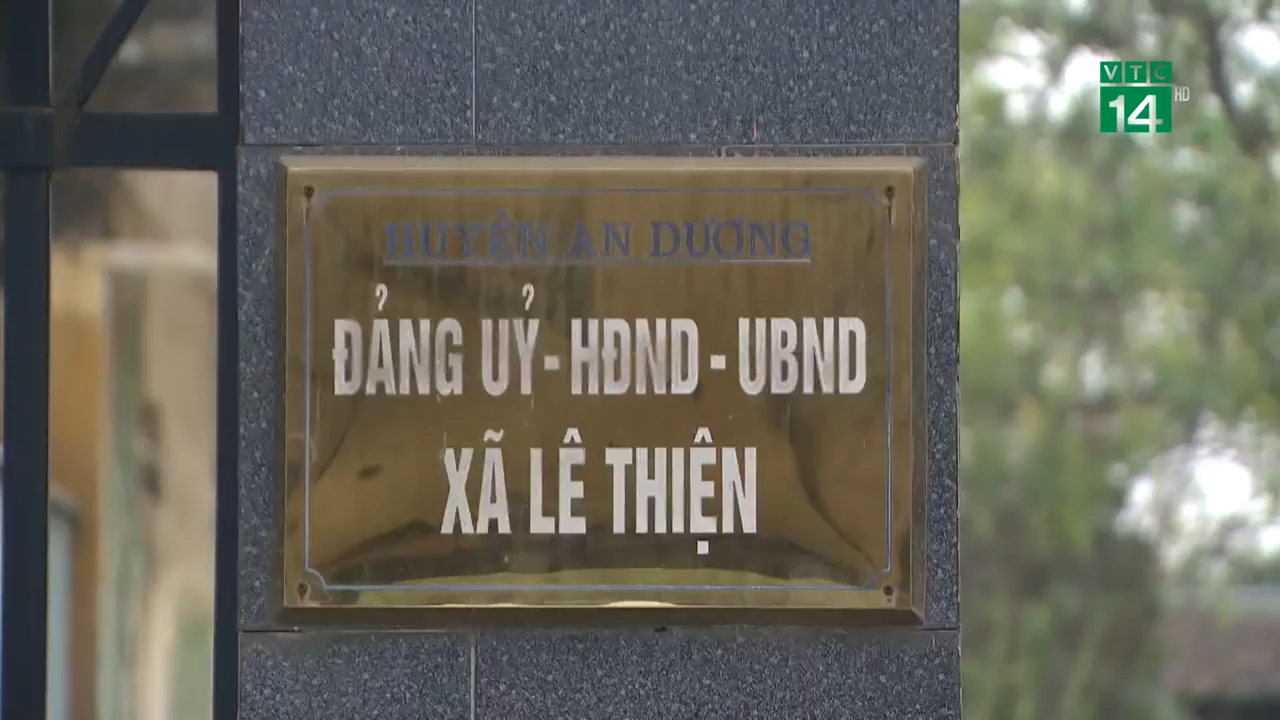 VTC
14 HD
HUYỆN AN DƯƠNG
ĐẢNG UỶ - HĐND - UBND
XÃ LÊ THIỆN